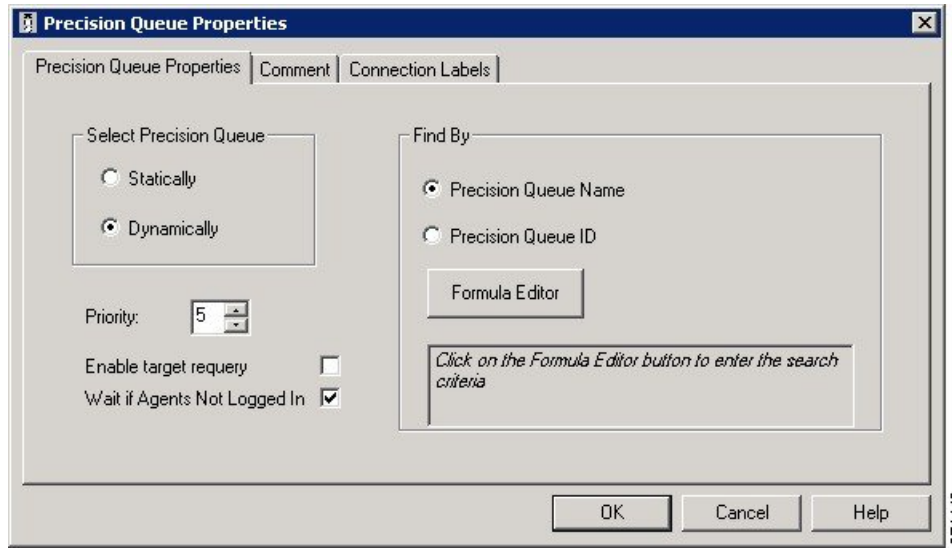 Precision Queue Properties
Precision Queue Properties
Comment
Connection Labels
Select Precision Queue
Statically
Dynamically
Priority:
5
Enable target requery
Wait if Agents Not Logged In
Find By
Precision Queue Name
Precision Queue ID
Formula Editor
Click on the Formula Editor button to enter the search
criteria
OK
Cancel
Help